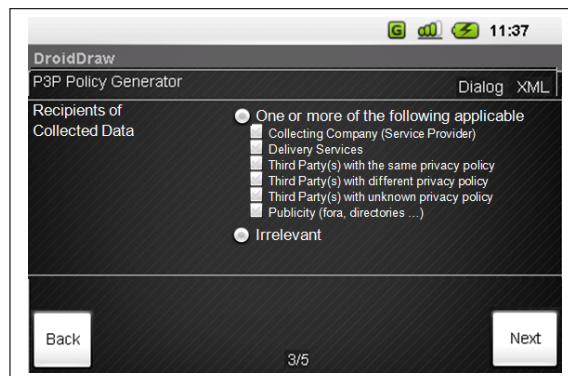 G 11:37
DroidDraw
P3P Policy Generator
Dialog XML
Recipients of
Collected Data
One or more of the following applicable
Collecting Company (Service Provider)
Delivery Services
Third Party(s) with the same privacy policy
Third Party(s) with different privacy policy
Third Party(s) with unknown privacy policy
Publicity (fora, directories ...)
Irrelevant
Back
3/5
Next